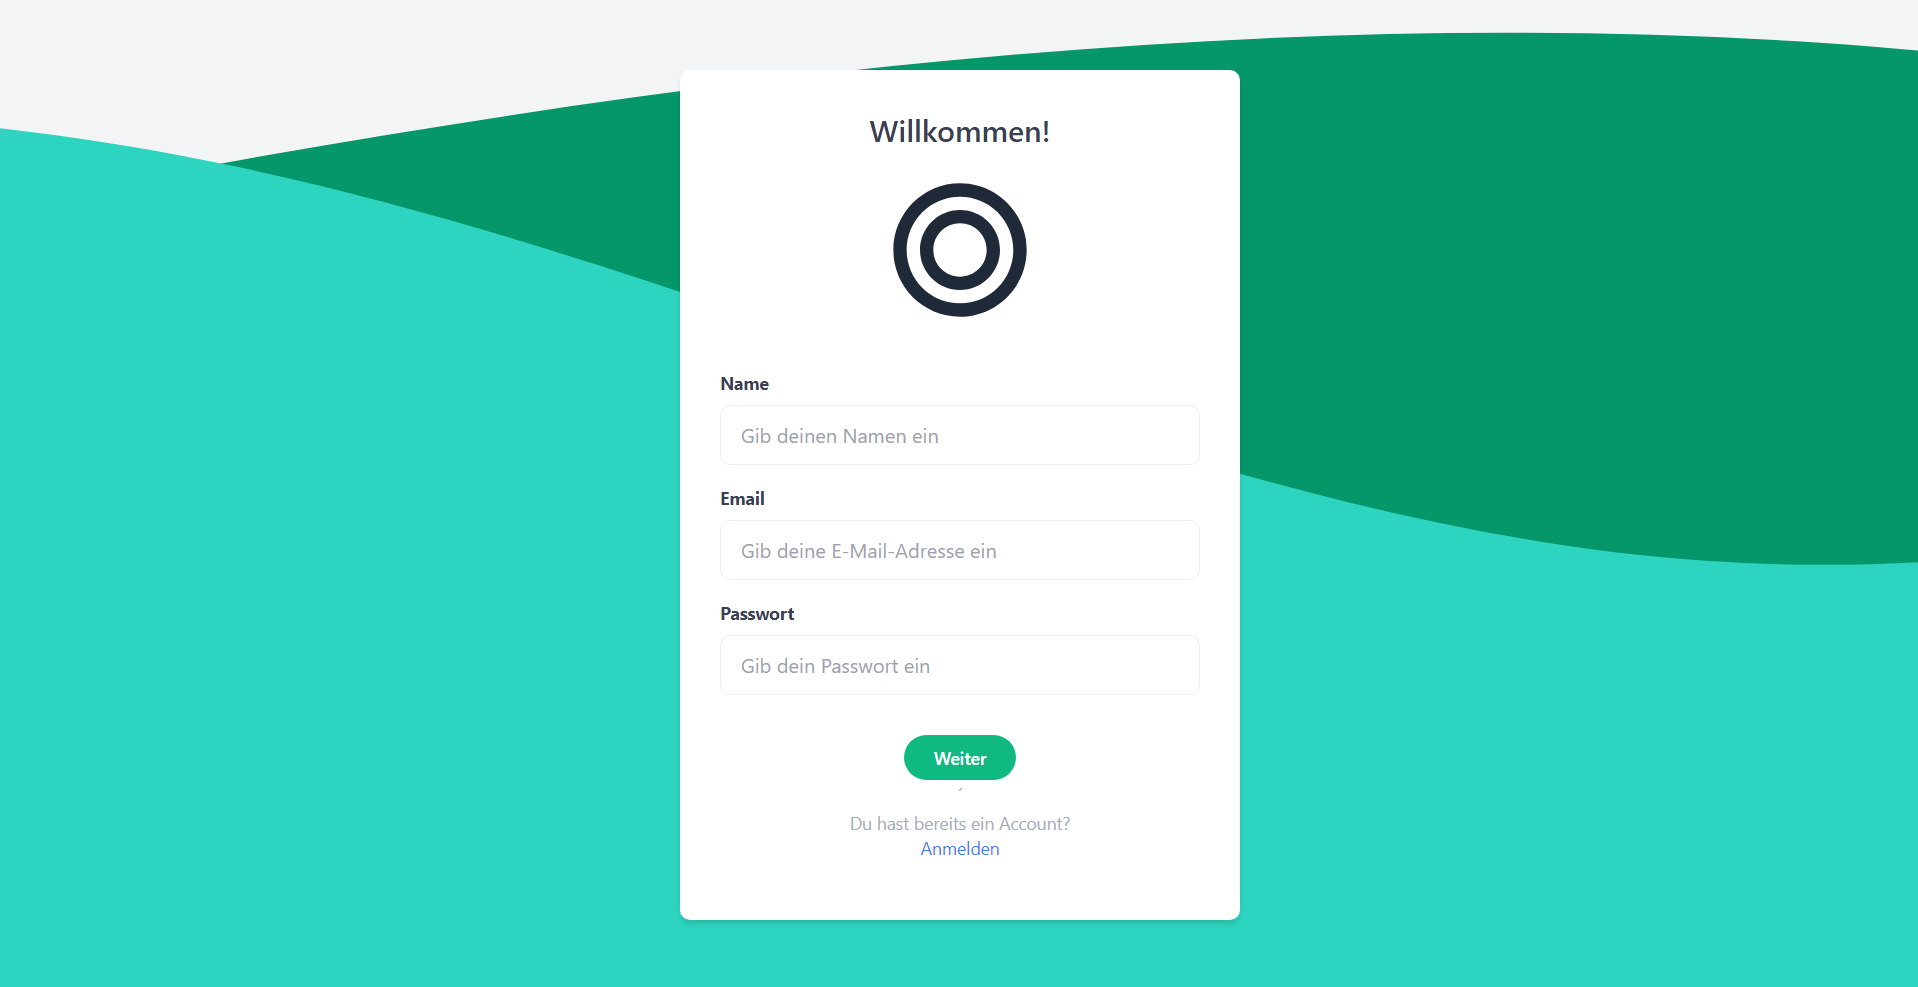 Willkommen!
Name
Gib deinen Namen ein
Email
Gib deine E-Mail-Adresse ein
Passwort
Gib dein Passwort ein
Weiter
´
Du hast bereits ein Account?
Anmelden